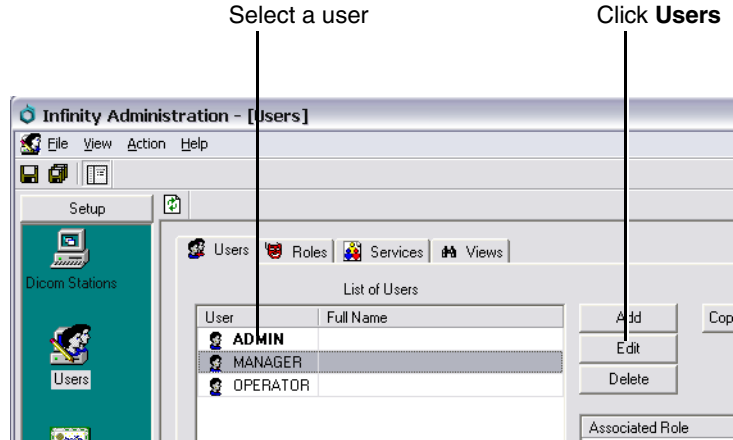 Select a user
Click Users
Infinity Administration - [Users]
File View Action Help
Setup
Dicom Stations
Users
Users Roles Services Views
List of Users
User Full Name
ADMIN
MANAGER
OPERATOR
Add
Cop
Edit
Delete
Associated Role